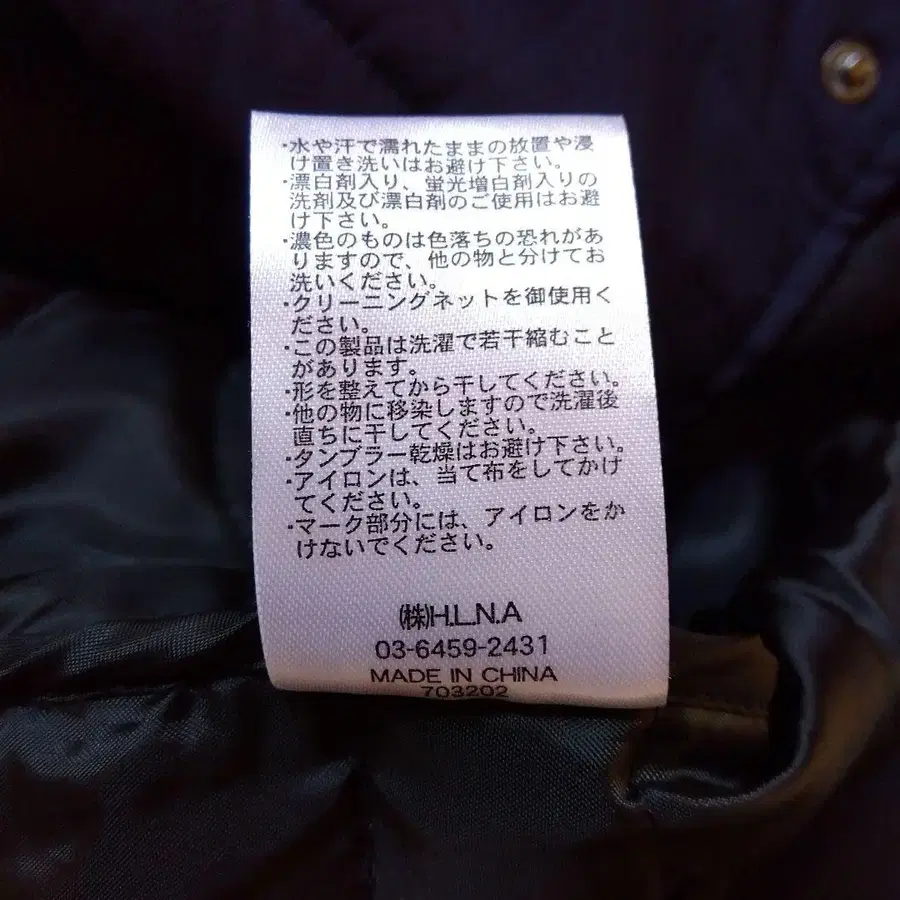 ･水や汗で濡れたままの放置や浸
け置き洗いはお避け下さい。
･漂白剤入り、蛍光増白剤入りの
洗剤及び漂白剤のご使用はお避
け下さい。
･濃色のものは色落ちの恐れがあ
りますので、他の物と分けてお
洗いください。
･クリーニングネットを御使用く
ださい。
･この製品は洗濯で若干縮むこと
があります。
･形を整えてから干してください。
･他の物に移染しますので洗濯後
直ちに干してください。
･タンブラー乾燥はお避け下さい。
･アイロンは、当て布をしてかけ
てください。
･マーク部分には、アイロンをか
けないでください。
㈱H.L.N.A
03-6459-2431
MADE IN CHINA
703202